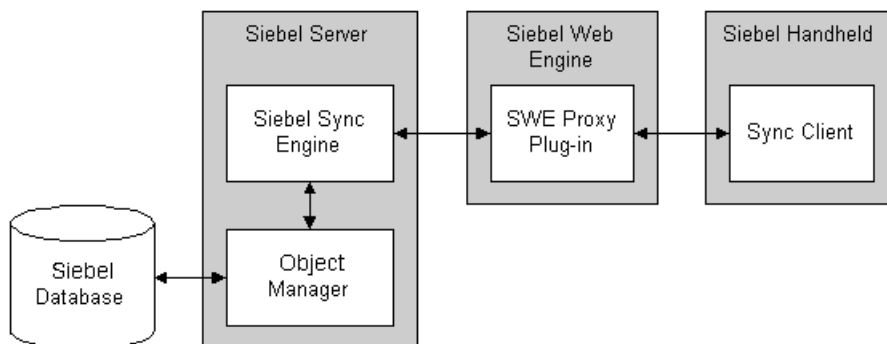 Siebel Server
Siebel Web
Engine
Siebel Handheld
Siebel Sync
Engine
SWE Proxy
Plug-in
Sync Client
Siebel
Database
Object
Manager